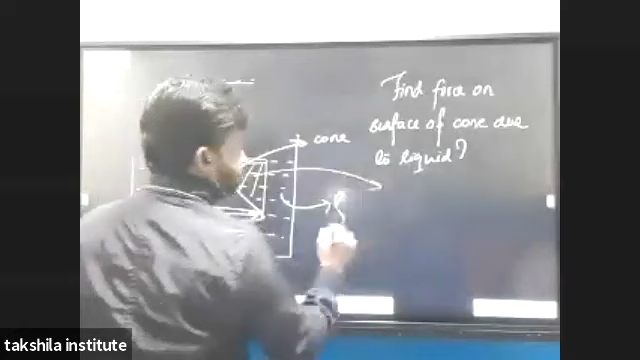 Find force on
surface of cone due
to liquid?
cone
takshila institute